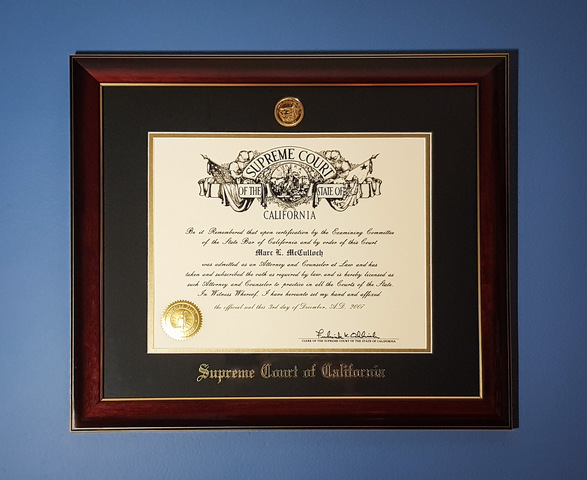 SUPREME COURT
OF THE STATE OF
CALIFORNIA
Be it Remembered that upon certification by the Examining Committee
of the State Bar of California and by order of this Court
Marc L. McCulloch
was admitted as an Attorney and Counselor at Law and has
taken and subscribed the oath as required by law and is hereby licensed as
such Attorney and Counselor to practice in all the Courts of the State.
In Witness Whereof, I have hereunto set my hand and affixed
the official seal this 3rd day of December, A.D. 2007
CLERK OF THE SUPREME COURT OF THE STATE OF CALIFORNIA
Supreme Court of California